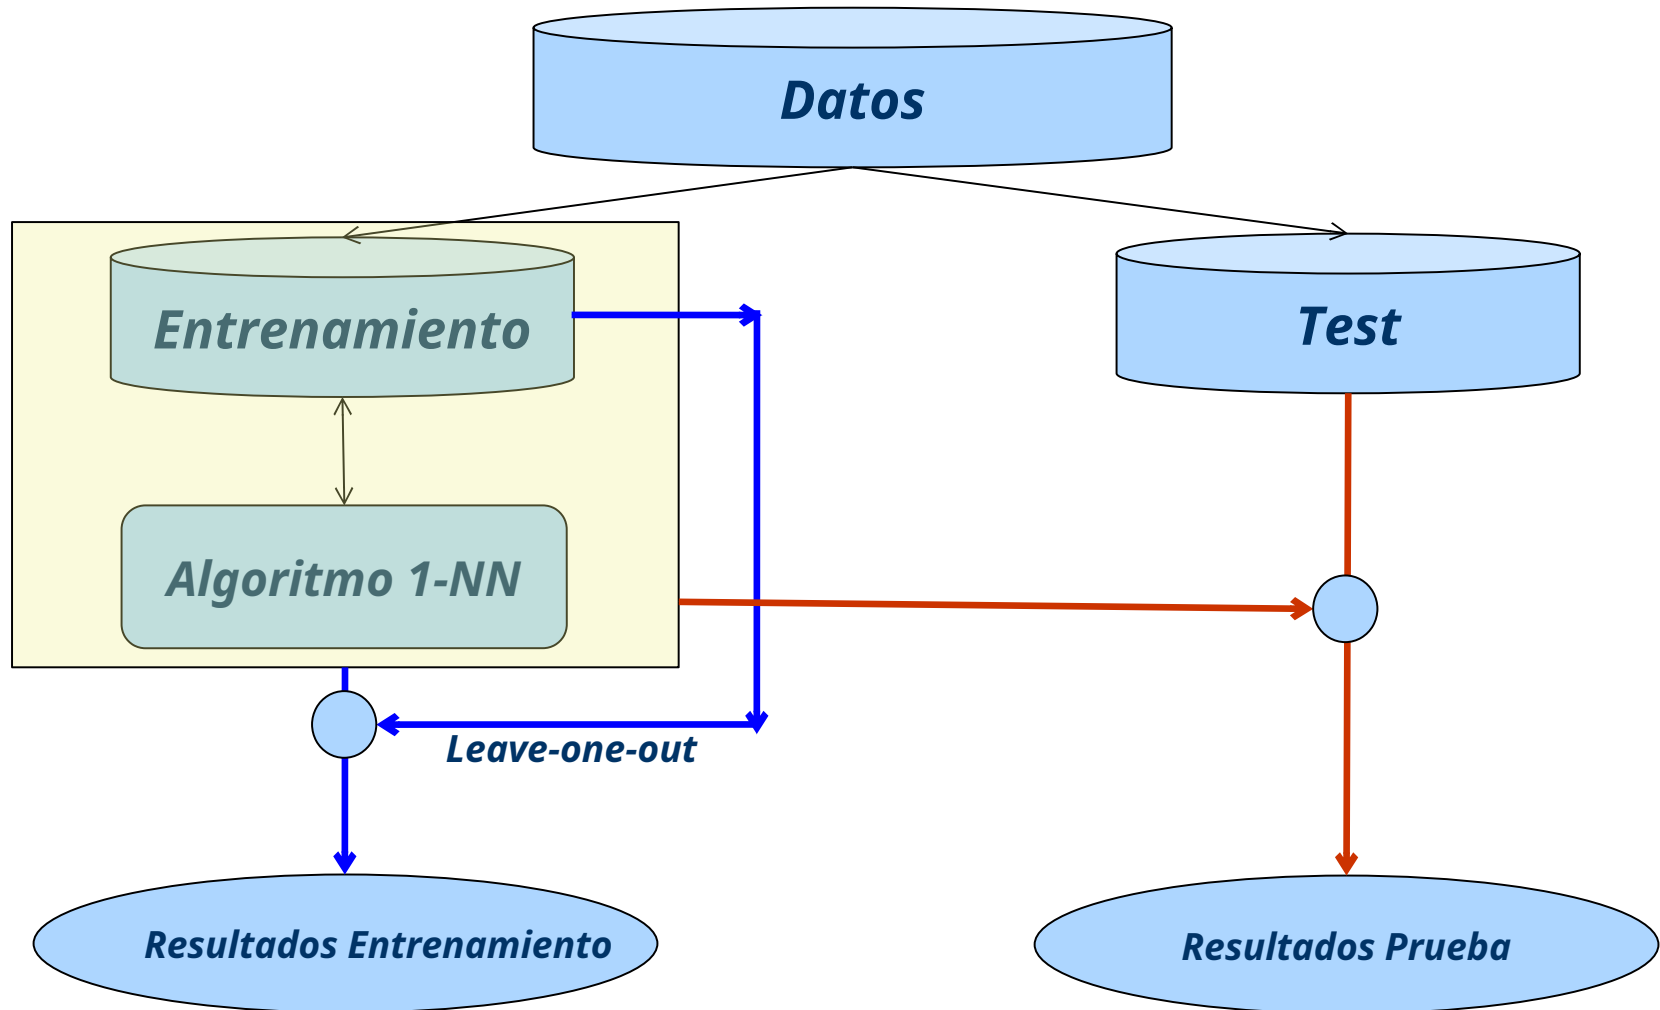 Datos
Entrenamiento
Test
Algoritmo 1-NN
Leave-one-out
Resultados Entrenamiento
Resultados Prueba